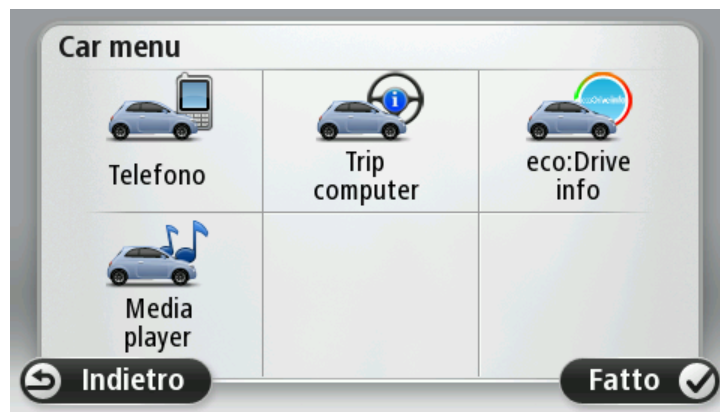 Car menu
Telefono
Trip
computer
eco:Drive
info
Media
player
Indietro
Fatto